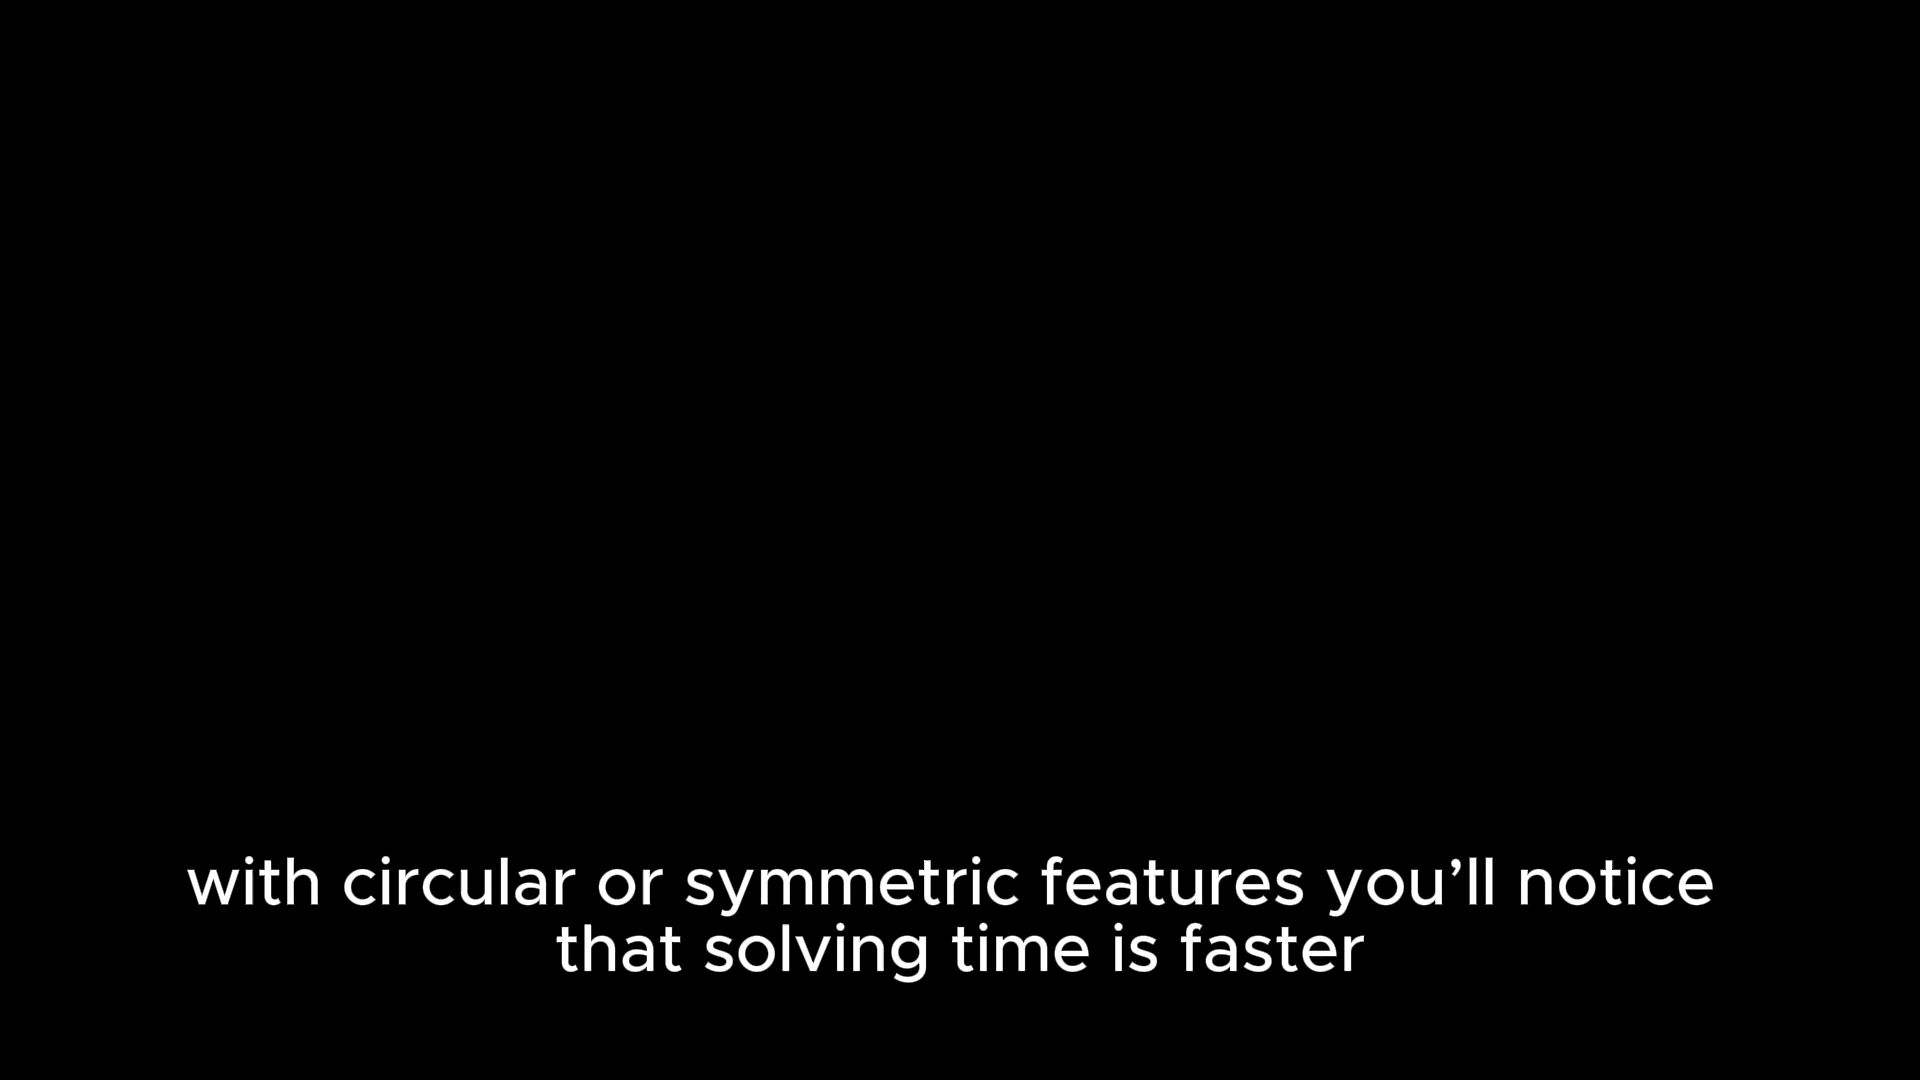 with circular or symmetric features you’ll notice
that solving time is faster